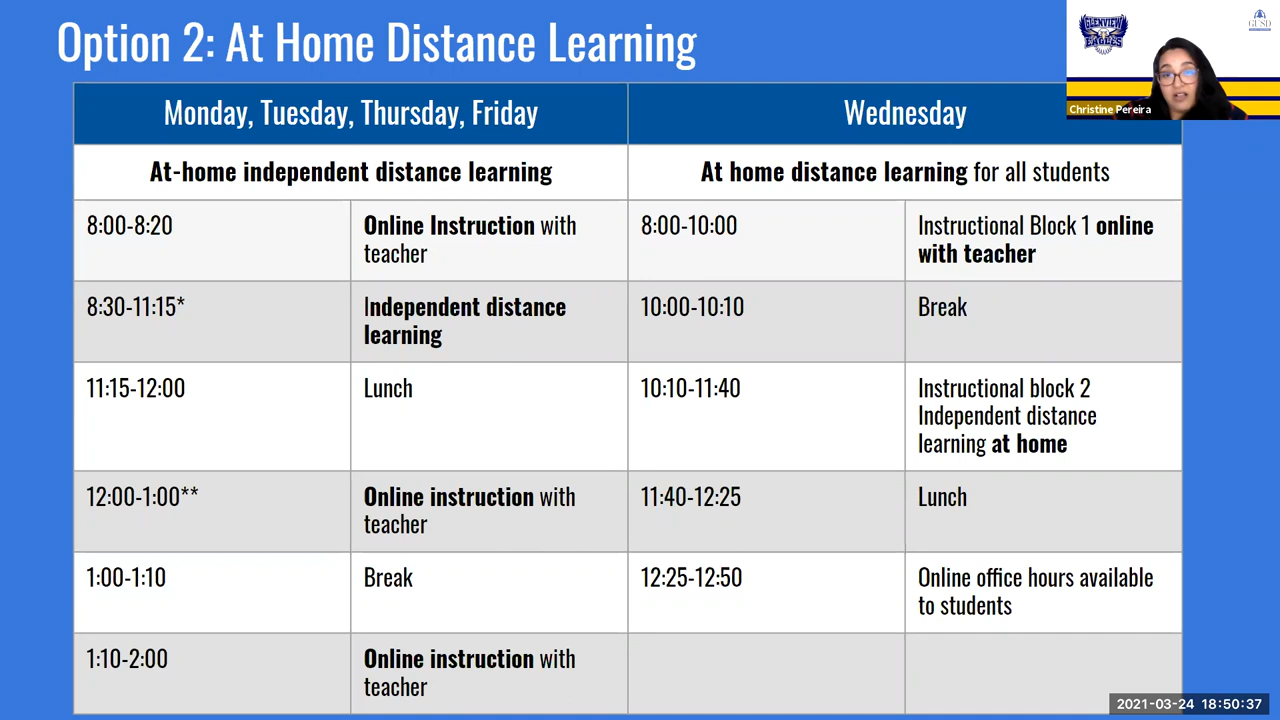 Option 2: At Home Distance Learning
GLENVIEW
EAGLES
GUSD
Christine Pereira
Monday, Tuesday, Thursday, Friday
Wednesday
At-home independent distance learning
At home distance learning for all students
8:00-8:20
Online Instruction with
teacher
8:00-10:00
Instructional Block 1 online
with teacher
8:30-11:15*
Independent distance
learning
10:00-10:10
Break
11:15-12:00
Lunch
10:10-11:40
Instructional block 2
Independent distance
learning at home
12:00-1:00**
Online instruction with
teacher
11:40-12:25
Lunch
1:00-1:10
Break
12:25-12:50
Online office hours available
to students
1:10-2:00
Online instruction with
teacher
2021-03-24 18:50:37